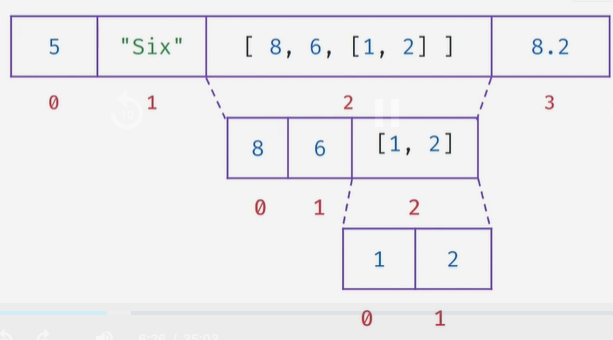 5 "Six" [ 8, 6, [1, 2] ] 8.2
0 1 2 3
8 6 [1, 2]
0 1 2
1 2
0 1